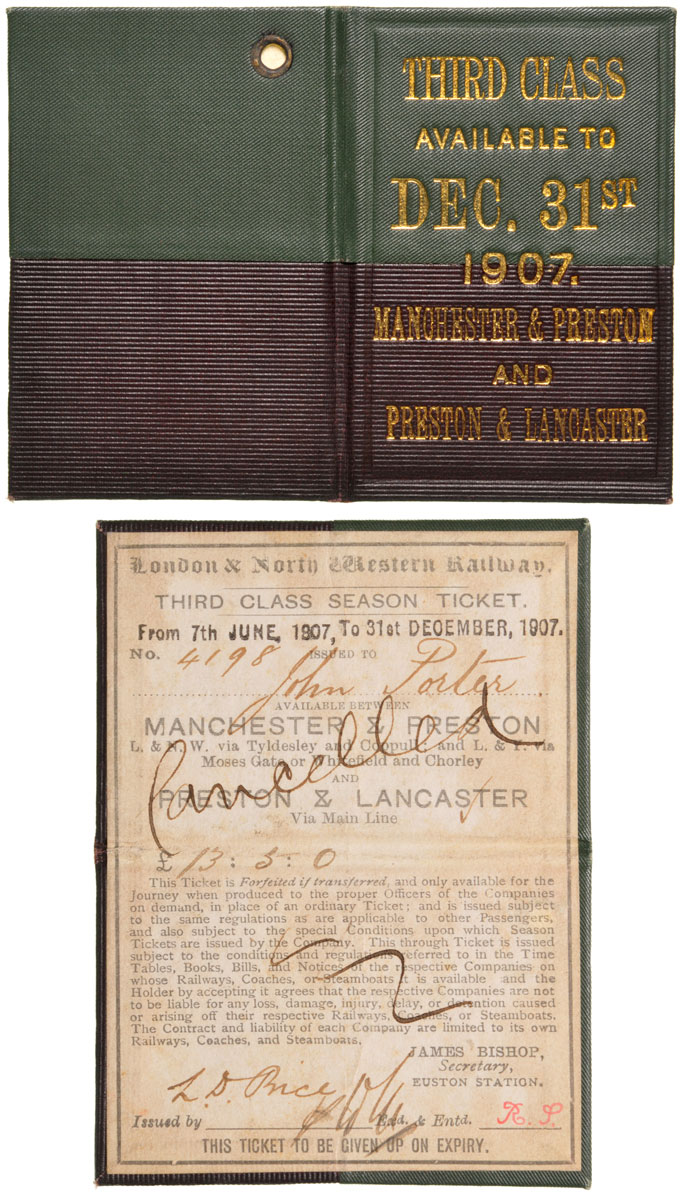 THIRD CLASS
AVAILABLE TO
DEC. 31ST
1907.
MANCHESTER & PRESTON
AND
PRESTON & LANCASTER
London & North Western Railway.
THIRD CLASS SEASON TICKET.
From 7th JUNE, 1907, To 31st DECEMBER, 1907.
No. 4198 ISSUED TO
John Porter.
AVAILABLE BETWEEN
MANCHESTER & PRESTON
L. & N. W. via Tyldesley and Coppull, and L. & Y. via
Moses Gate or Whitefield and Chorley
Cancelled
AND
PRESTON & LANCASTER
Via Main Line
£ 13 : 5 : 0
This Ticket is Forfeited if transferred, and only available for the
Journey when produced to the proper Officers of the Companies
on demand, in place of an ordinary Ticket; and is issued subject
to the same regulations as are applicable to other Passengers,
and also subject to the special Conditions upon which Season
Tickets are issued by the Company. This through Ticket is issued
subject to the conditions and regulations referred to in the Time
Tables, Books, Bills, and Notices of the respective Companies on
whose Railways, Coaches, or Steamboats it is available and the
Holder by accepting it agrees that the respective Companies are not
to be liable for any loss, damage, injury, delay, or detention caused
or arising off their respective Railways, Coaches, or Steamboats.
The Contract and liability of each Company are limited to its own
Railways, Coaches, and Steamboats.
JAMES BISHOP,
Secretary,
EUSTON STATION.
L. D. Price
Issued by & Entd.
THIS TICKET TO BE GIVEN UP ON EXPIRY.